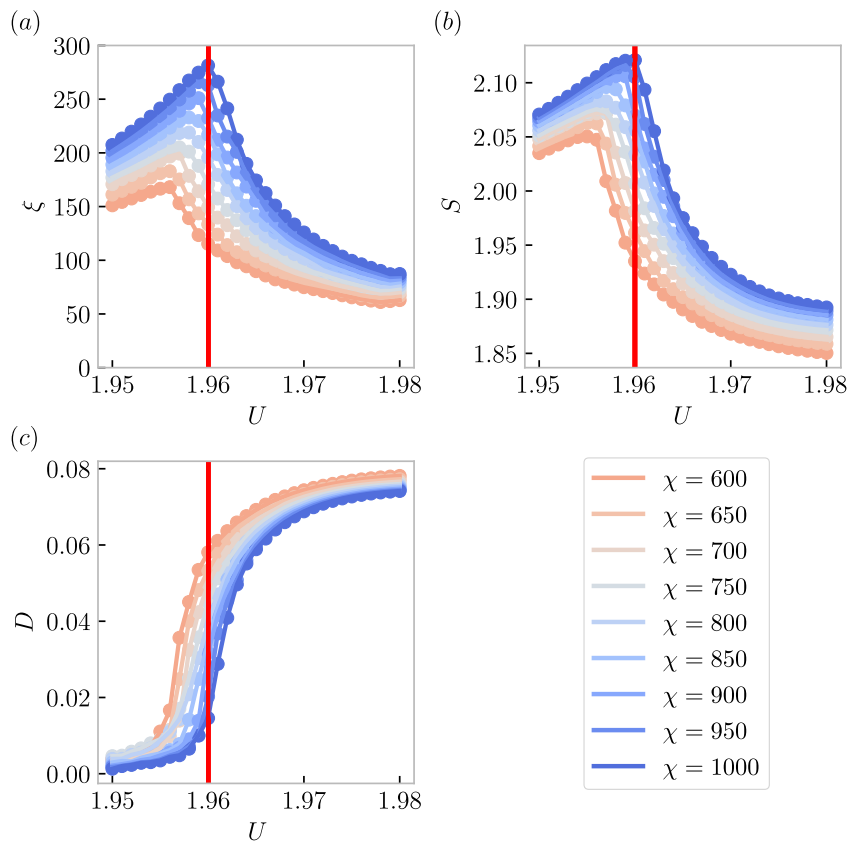 (a)
300
250
200
150
100
50
0
ξ
1.95 1.96 1.97 1.98
U
(b)
2.10
2.05
2.00
1.95
1.90
1.85
S
1.95 1.96 1.97 1.98
U
(c)
0.08
0.06
0.04
0.02
0.00
D
1.95 1.96 1.97 1.98
U
χ = 600
χ = 650
χ = 700
χ = 750
χ = 800
χ = 850
χ = 900
χ = 950
χ = 1000